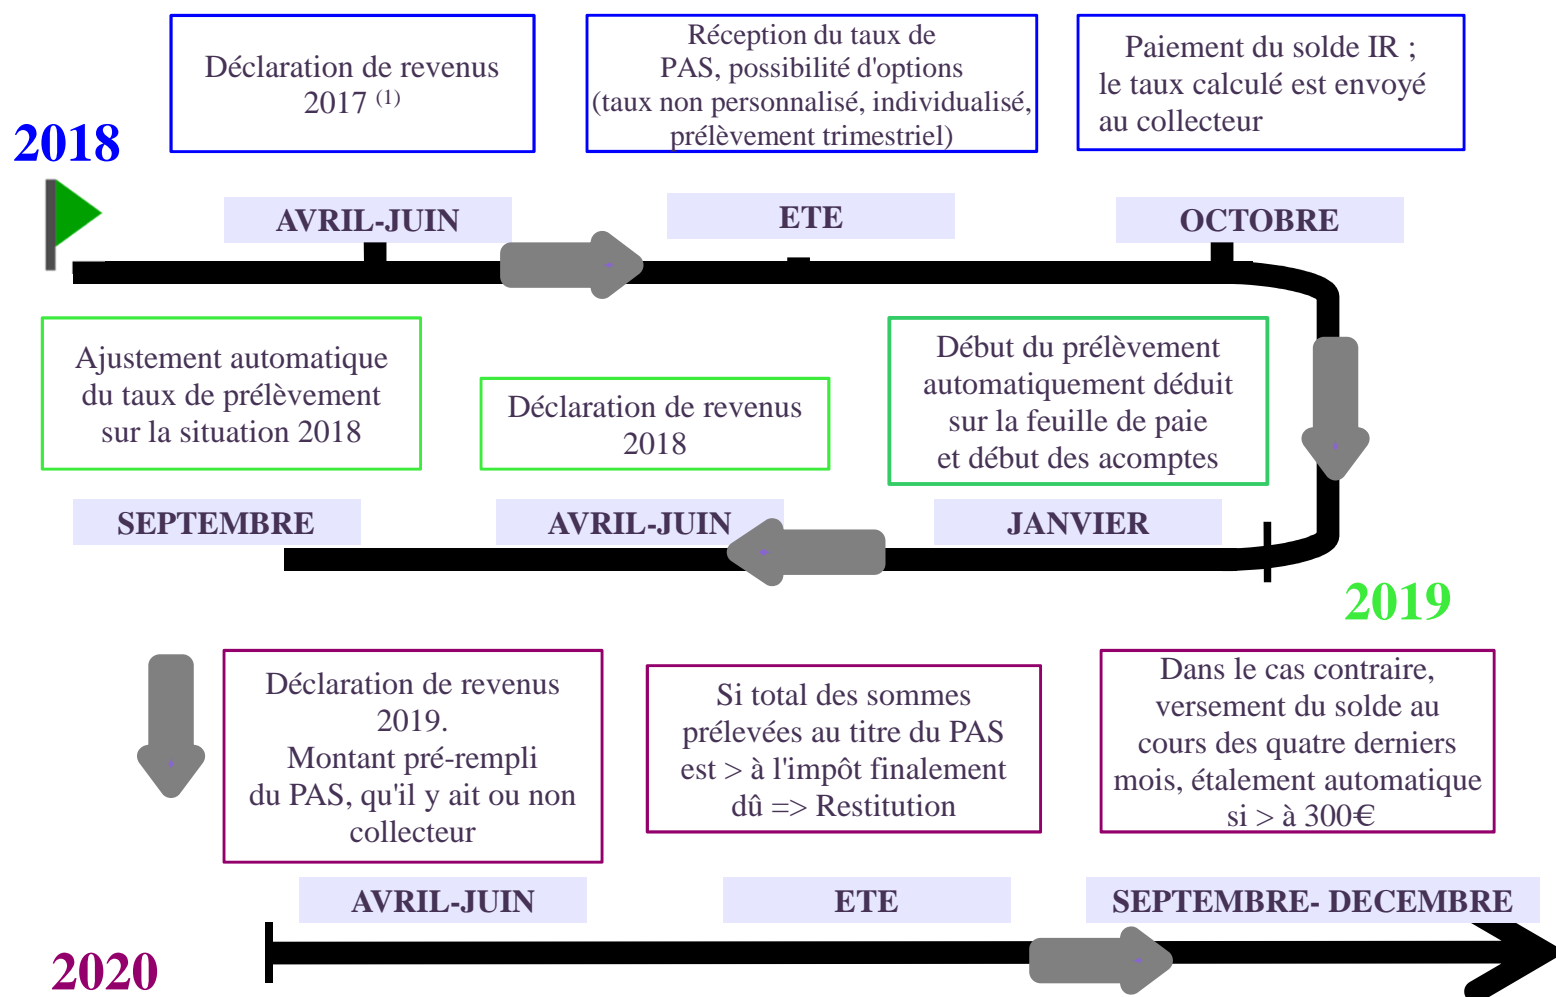 2018
Déclaration de revenus
2017 (1)
AVRIL-JUIN
Réception du taux de
PAS, possibilité d'options
(taux non personnalisé, individualisé,
prélèvement trimestriel)
ETE
Paiement du solde IR ;
le taux calculé est envoyé
au collecteur
OCTOBRE
2019
Début du prélèvement
automatiquement déduit
sur la feuille de paie
et début des acomptes
JANVIER
Déclaration de revenus
2018
AVRIL-JUIN
Ajustement automatique
du taux de prélèvement
sur la situation 2018
SEPTEMBRE
2020
Déclaration de revenus
2019.
Montant pré-rempli
du PAS, qu'il y ait ou non
collecteur
AVRIL-JUIN
Si total des sommes
prélevées au titre du PAS
est > à l'impôt finalement
dû => Restitution
ETE
Dans le cas contraire,
versement du solde au
cours des quatre derniers
mois, étalement automatique
si > à 300€
SEPTEMBRE- DECEMBRE